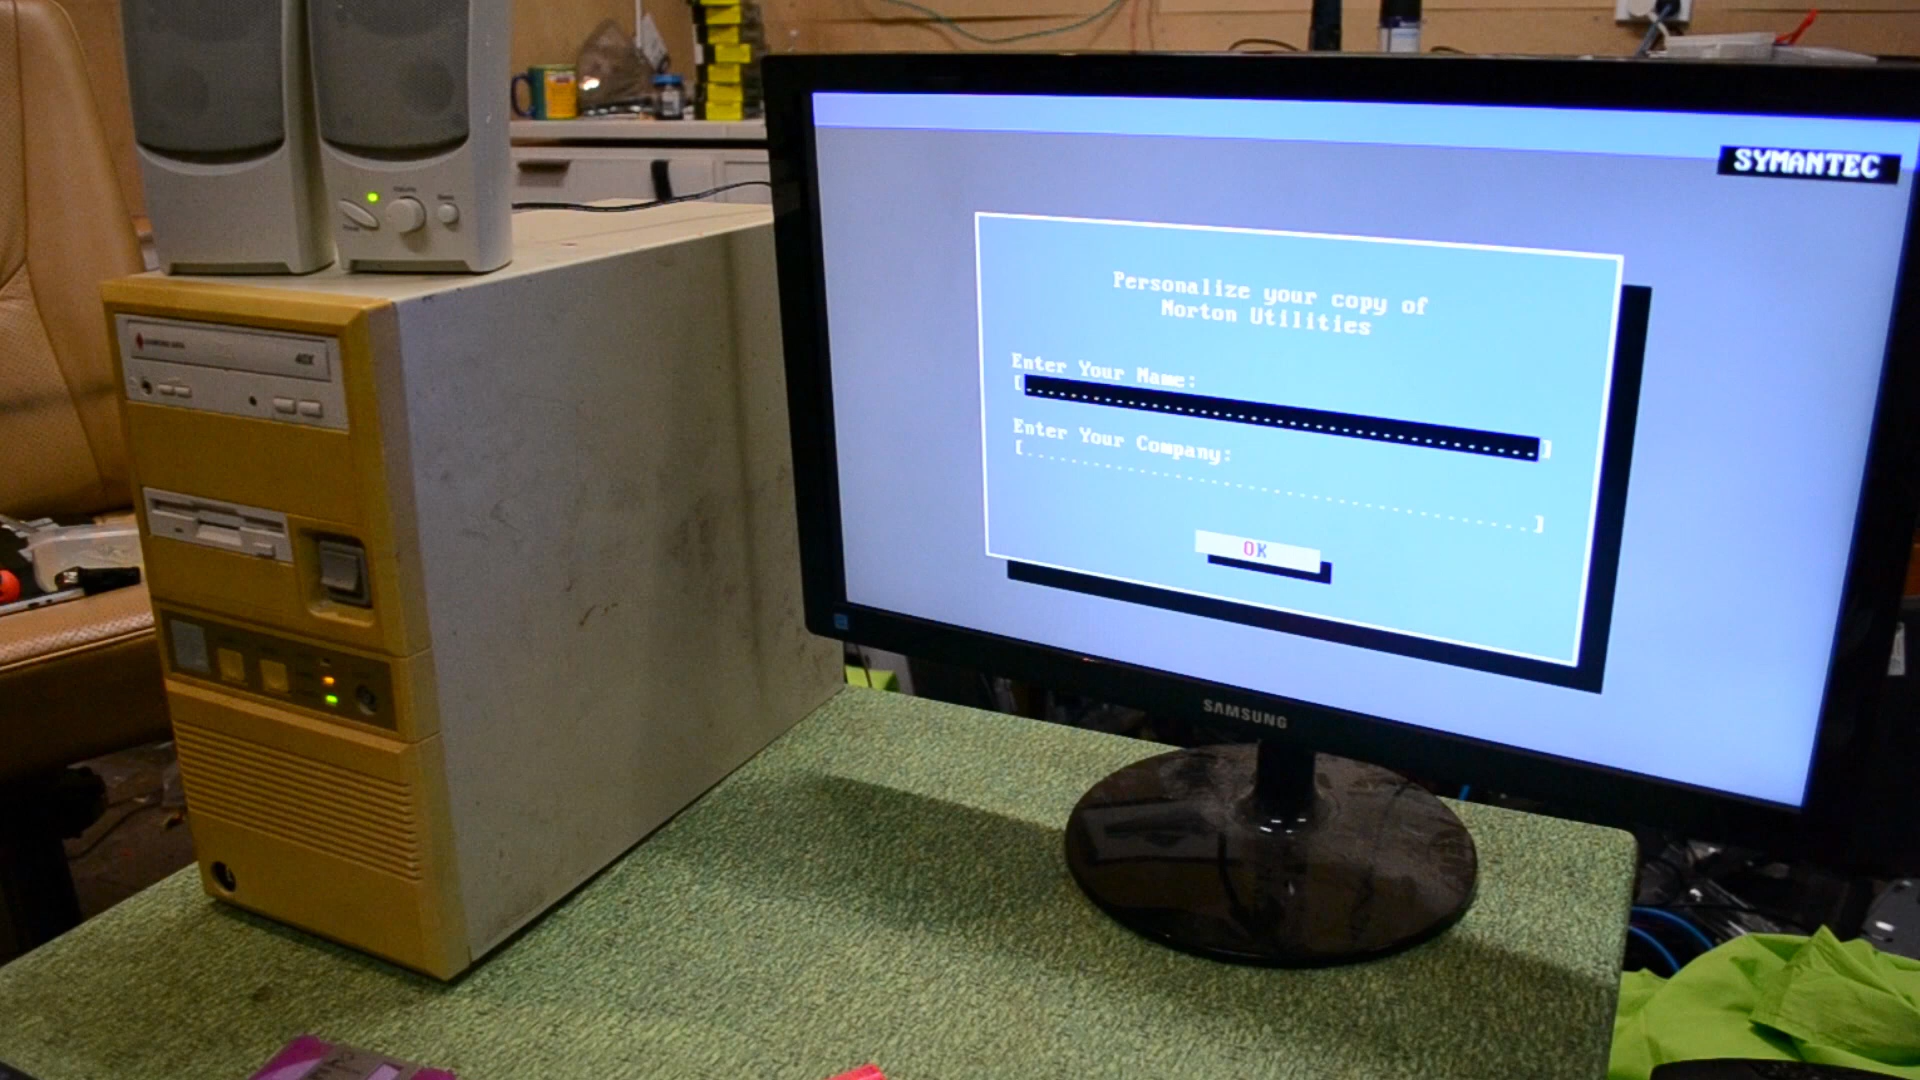 SYMANTEC
Personalize your copy of
Norton Utilities
Enter Your Name:
[......................................]
Enter Your Company:
[......................................]
OK
SAMSUNG
40X